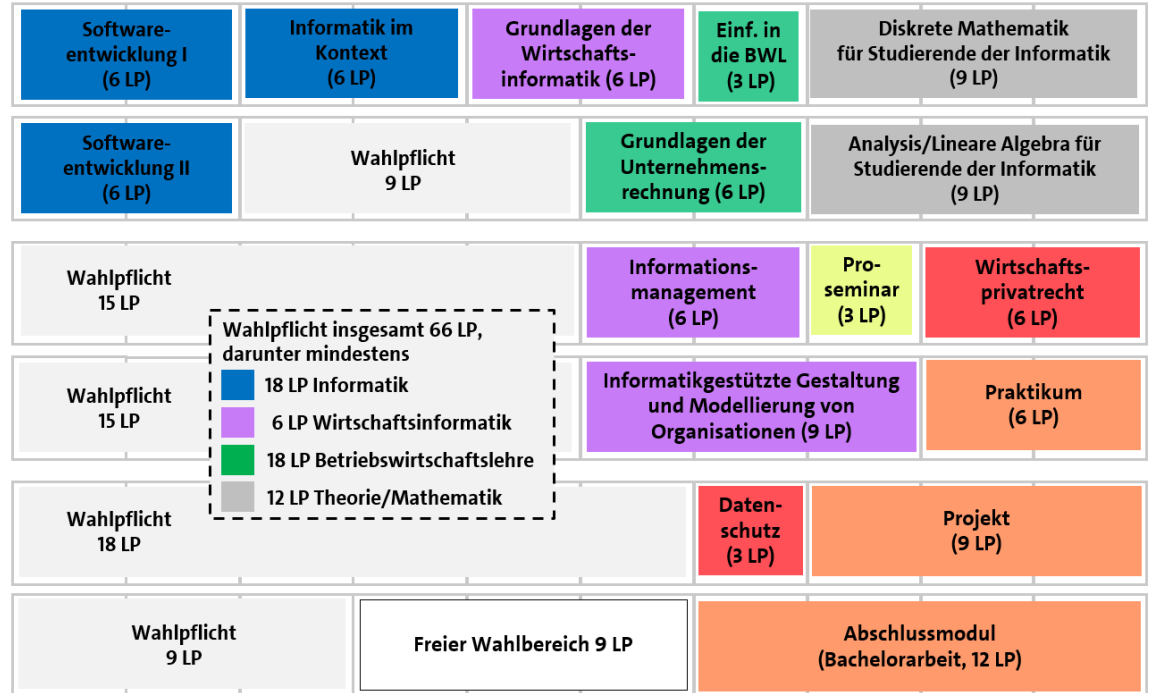 Software-
entwicklung I
(6 LP)
Informatik im
Kontext
(6 LP)
Grundlagen der
Wirtschafts-
informatik (6 LP)
Einf. in
die BWL
(3 LP)
Diskrete Mathematik
für Studierende der Informatik
(9 LP)
Software-
entwicklung II
(6 LP)
Wahlpflicht
9 LP
Grundlagen der
Unternehmens-
rechnung (6 LP)
Analysis/Lineare Algebra für
Studierende der Informatik
(9 LP)
Wahlpflicht
15 LP
Informations-
management
(6 LP)
Pro-
seminar
(3 LP)
Wirtschafts-
privatrecht
(6 LP)
Wahlpflicht insgesamt 66 LP,
darunter mindestens
18 LP Informatik
6 LP Wirtschaftsinformatik
18 LP Betriebswirtschaftslehre
12 LP Theorie/Mathematik
Wahlpflicht
15 LP
Informatikgestützte Gestaltung
und Modellierung von
Organisationen (9 LP)
Praktikum
(6 LP)
Wahlpflicht
18 LP
Daten-
schutz
(3 LP)
Projekt
(9 LP)
Wahlpflicht
9 LP
Freier Wahlbereich 9 LP
Abschlussmodul
(Bachelorarbeit, 12 LP)